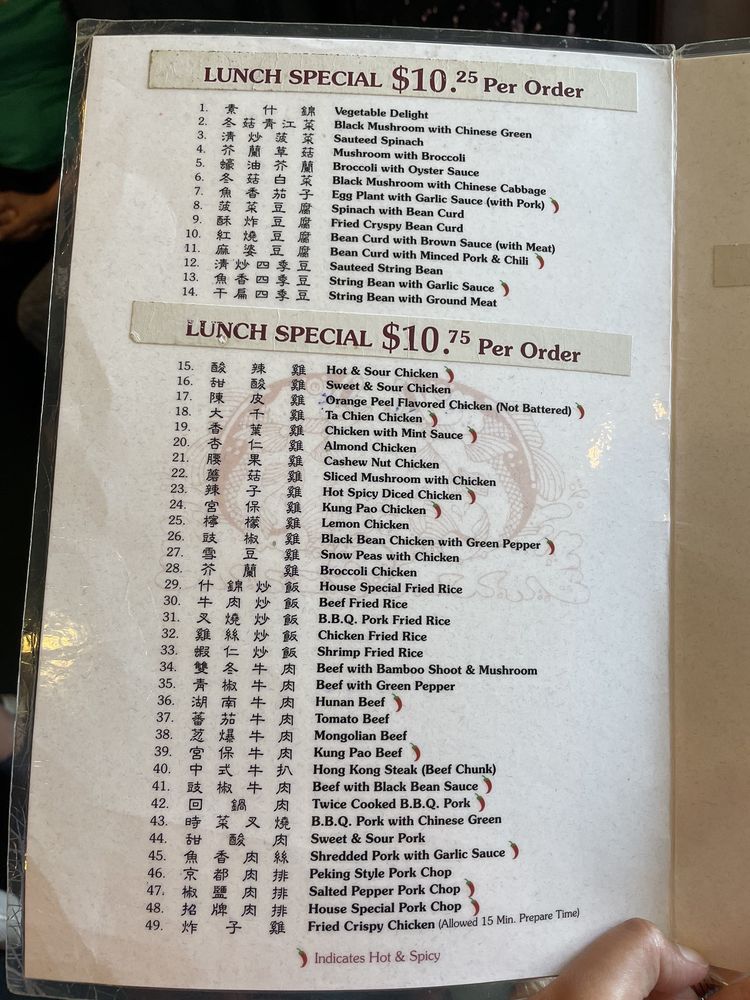 LUNCH SPECIAL $10.25 Per Order
1. 素什錦 Vegetable Delight
2. 冬菇青江菜 Black Mushroom with Chinese Green
3. 清炒菠菜 Sauteed Spinach
4. 芥蘭草菇 Mushroom with Broccoli
5. 蠔油芥蘭 Broccoli with Oyster Sauce
6. 冬菇白菜 Black Mushroom with Chinese Cabbage
7. 魚香茄子 Egg Plant with Garlic Sauce (with Pork)
8. 菠菜豆腐 Spinach with Bean Curd
9. 酥炸豆腐 Fried Cryspy Bean Curd
10. 紅燒豆腐 Bean Curd with Brown Sauce (with Meat)
11. 麻婆豆腐 Bean Curd with Minced Pork & Chili
12. 清炒四季豆 Sauteed String Bean
13. 魚香四季豆 String Bean with Garlic Sauce
14. 干扁四季豆 String Bean with Ground Meat
LUNCH SPECIAL $10.75 Per Order
15. 酸辣雞 Hot & Sour Chicken
16. 甜酸雞 Sweet & Sour Chicken
17. 陳皮雞 Orange Peel Flavored Chicken (Not Battered)
18. 大千雞 Ta Chien Chicken
19. 香葉雞 Chicken with Mint Sauce
20. 杏仁雞 Almond Chicken
21. 腰果雞 Cashew Nut Chicken
22. 蘑菇雞 Sliced Mushroom with Chicken
23. 辣子雞 Hot Spicy Diced Chicken
24. 宮保雞 Kung Pao Chicken
25. 檸檬雞 Lemon Chicken
26. 豉椒雞 Black Bean Chicken with Green Pepper
27. 雪豆雞 Snow Peas with Chicken
28. 芥蘭雞 Broccoli Chicken
29. 什錦炒飯 House Special Fried Rice
30. 牛肉炒飯 Beef Fried Rice
31. 叉燒炒飯 B.B.Q. Pork Fried Rice
32. 雞絲炒飯 Chicken Fried Rice
33. 蝦仁炒飯 Shrimp Fried Rice
34. 雙冬牛肉 Beef with Bamboo Shoot & Mushroom
35. 青椒牛肉 Beef with Green Pepper
36. 湖南牛肉 Hunan Beef
37. 蕃茄牛肉 Tomato Beef
38. 葱爆牛肉 Mongolian Beef
39. 宮保牛肉 Kung Pao Beef
40. 中式牛扒 Hong Kong Steak (Beef Chunk)
41. 豉椒牛肉 Beef with Black Bean Sauce
42. 回鍋肉 Twice Cooked B.B.Q. Pork
43. 時菜叉燒 B.B.Q. Pork with Chinese Green
44. 甜酸肉 Sweet & Sour Pork
45. 魚香肉絲 Shredded Pork with Garlic Sauce
46. 京都肉排 Peking Style Pork Chop
47. 椒鹽肉排 Salted Pepper Pork Chop
48. 招牌肉排 House Special Pork Chop
49. 炸子雞 Fried Crispy Chicken (Allowed 15 Min. Prepare Time)
Indicates Hot & Spicy